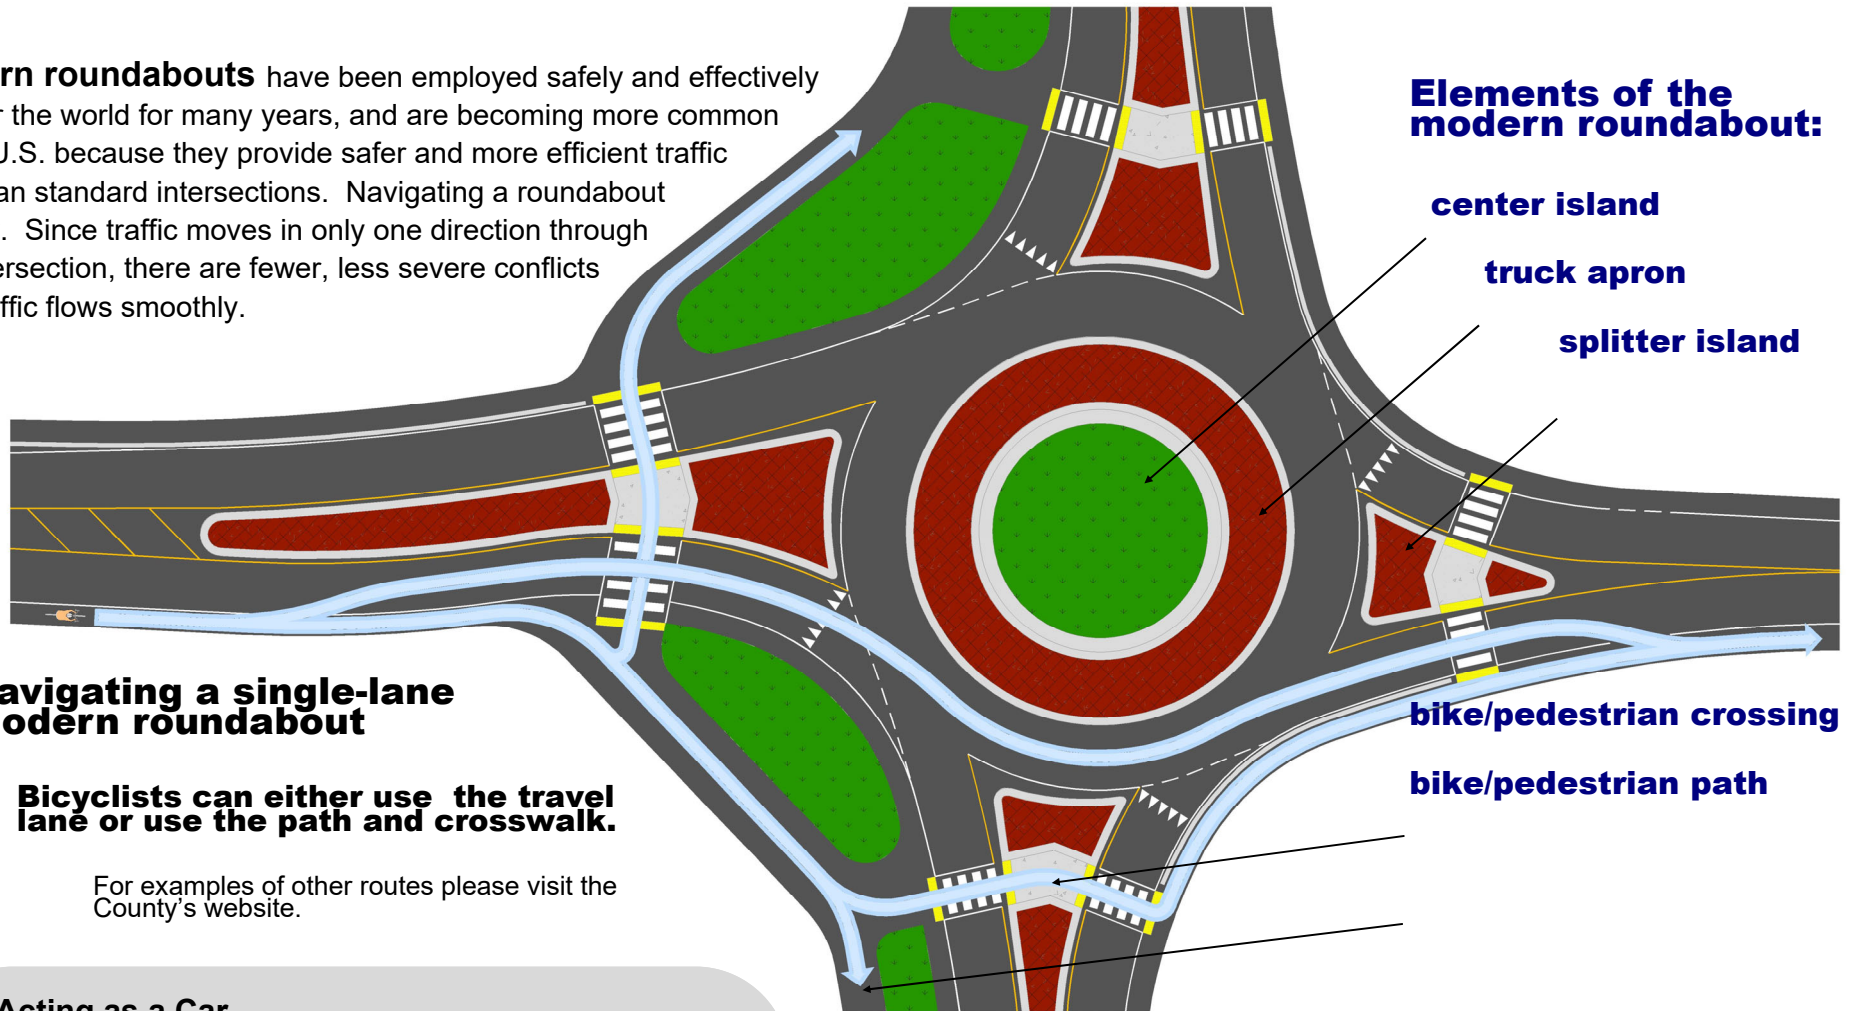 rn roundabouts have been employed safely and effectively
r the world for many years, and are becoming more common
U.S. because they provide safer and more efficient traffic
an standard intersections.  Navigating a roundabout
.  Since traffic moves in only one direction through
ersection, there are fewer, less severe conflicts
ffic flows smoothly.
Elements of the
modern roundabout:
center island
truck apron
splitter island
avigating a single-lane
odern roundabout
Bicyclists can either use  the travel
lane or use the path and crosswalk.
For examples of other routes please visit the
County's website.
bike/pedestrian crossing
bike/pedestrian path
Acting as a Car